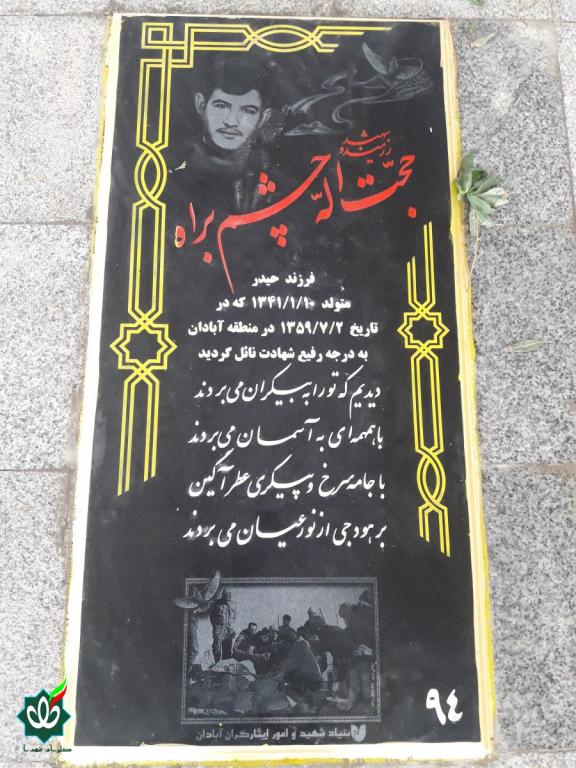 رزمنده شهید
حجت اله چشم براه
فرزند حیدر
متولد ۱۳۴۱/۱/۱۰ که در
تاریخ ۱۳۵۹/۷/۲ در منطقه آبادان
به درجه رفیع شهادت نائل گردید
دیدیم که تو را به بیکران می بردند
با همهمه ای به آسمان می بردند
با جامه سرخ و پیکری عطرآگین
بر هودجی از نور عیان می بردند
۹۴
بنیاد شهید و امور ایثارگران آبادان